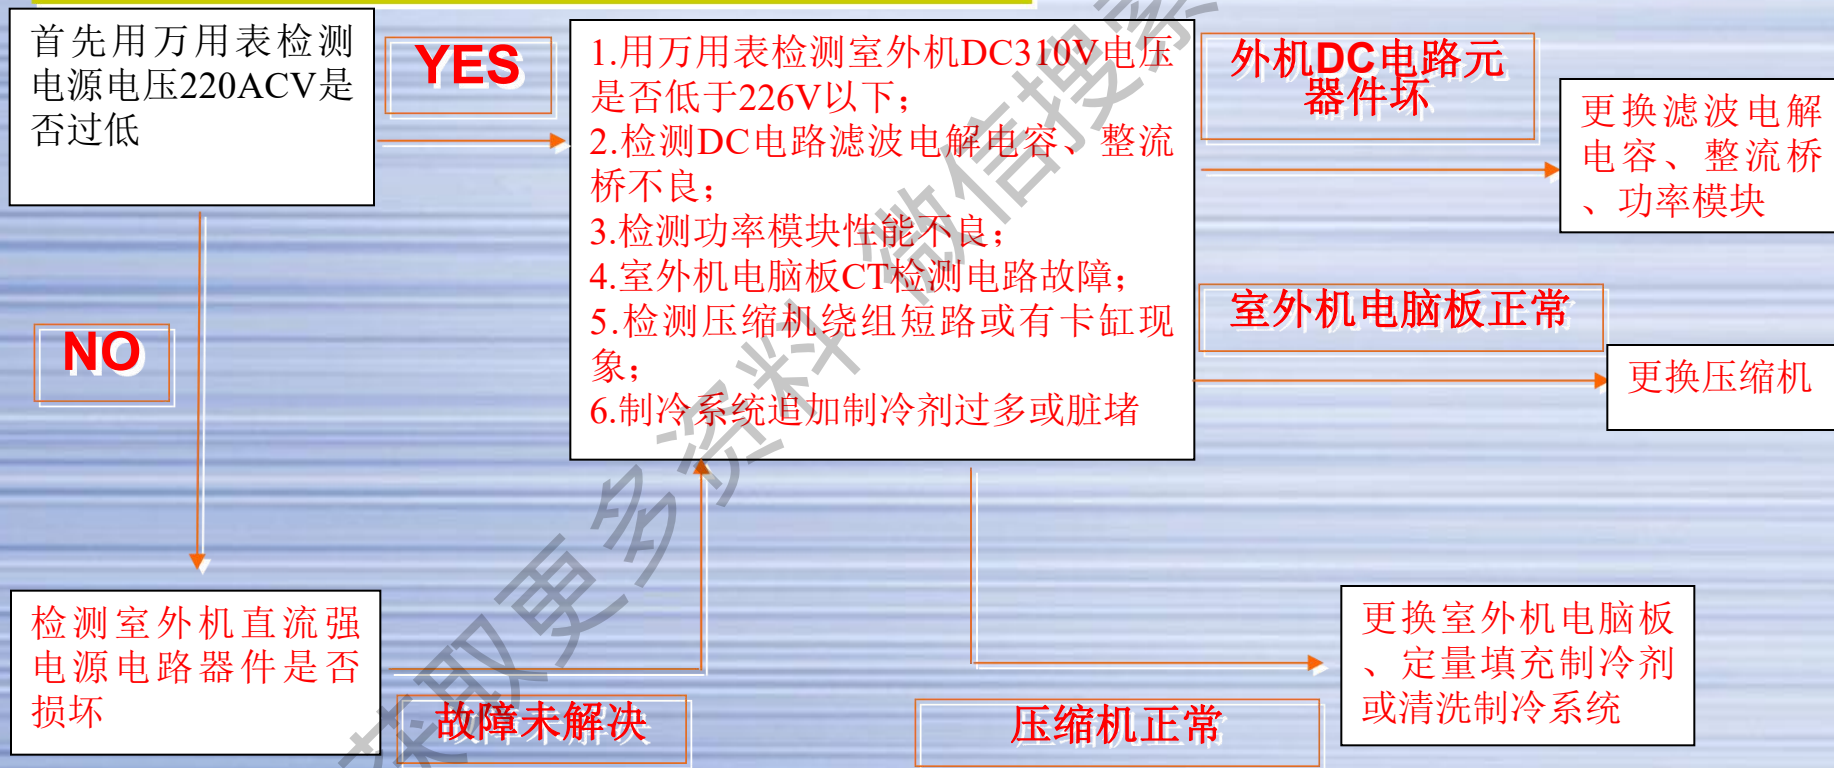 首先用万用表检测
电源电压220ACV是
否过低
YES
1.用万用表检测室外机DC310V电压
是否低于226V以下；
2.检测DC电路滤波电解电容、整流
桥不良；
3.检测功率模块性能不良；
4.室外机电脑板CT检测电路故障；
5.检测压缩机绕组短路或有卡缸现
象；
6.制冷系统追加制冷剂过多或脏堵
外机DC电路元
器件坏
更换滤波电解
电容、整流桥
、功率模块
室外机电脑板正常
更换压缩机
NO
检测室外机直流强
电源电路器件是否
损坏
故障未解决
压缩机正常
更换室外机电脑板
、定量填充制冷剂
或清洗制冷系统
获取更多资料 微信搜索